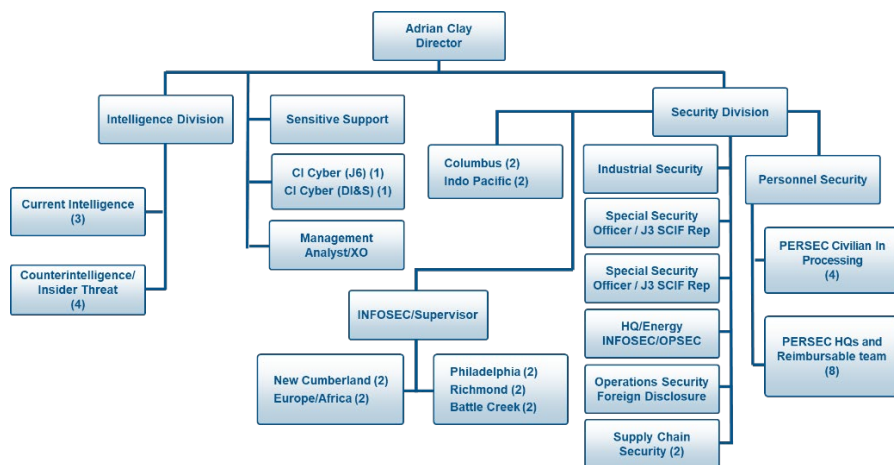 Adrian Clay
Director
Intelligence Division
Security Division
Sensitive Support
Columbus (2)
Indo Pacific (2)
Industrial Security
Personnel Security
CI Cyber (J6) (1)
CI Cyber (DI&S) (1)
Current Intelligence
(3)
Special Security
Officer / J3 SCIF Rep
Management
Analyst/XO
PERSEC Civilian In
Processing
(4)
Counterintelligence/
Insider Threat
(4)
Special Security
Officer / J3 SCIF Rep
INFOSEC/Supervisor
HQ/Energy
INFOSEC/OPSEC
PERSEC HQs and
Reimbursable team
(8)
New Cumberland (2)
Europe/Africa (2)
Philadelphia (2)
Richmond (2)
Battle Creek (2)
Operations Security
Foreign Disclosure
Supply Chain
Security (2)